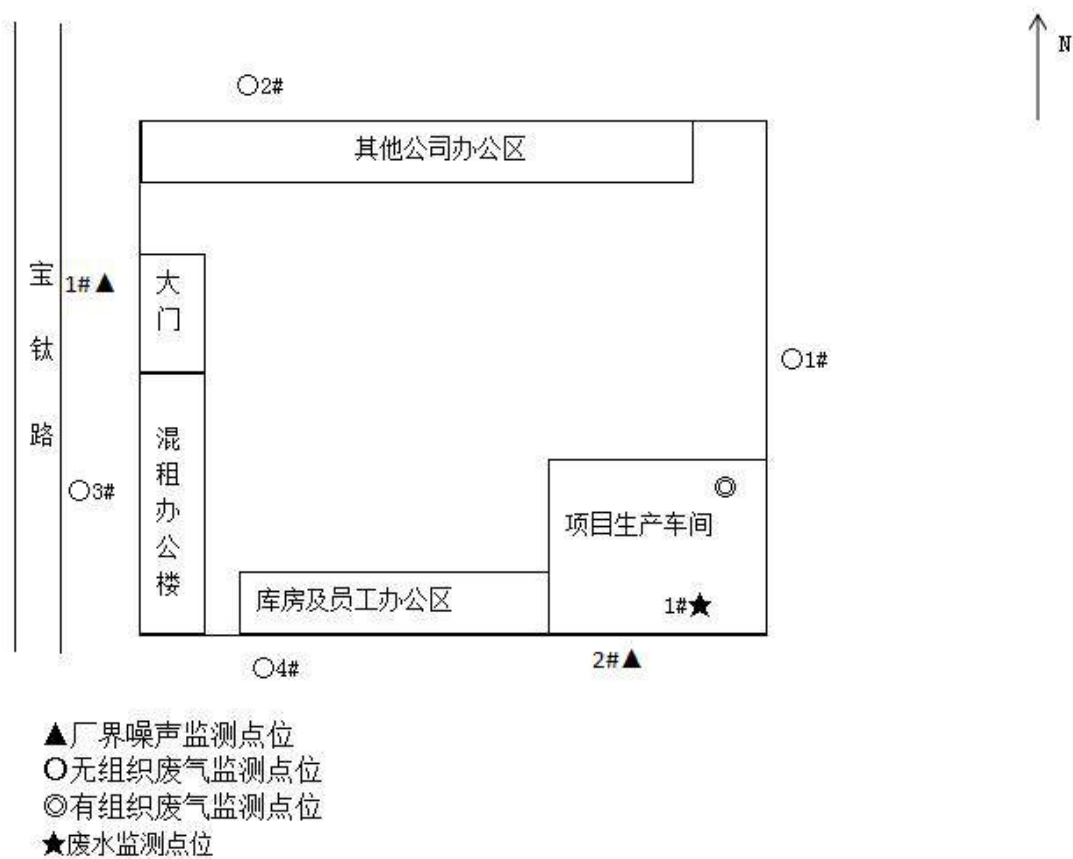 N
○2#
其他公司办公区
宝钛路
1#▲
大门
○1#
混租办公楼
○3#
◎
项目生产车间
库房及员工办公区
1#★
○4#
2#▲
▲厂界噪声监测点位
○无组织废气监测点位
◎有组织废气监测点位
★废水监测点位